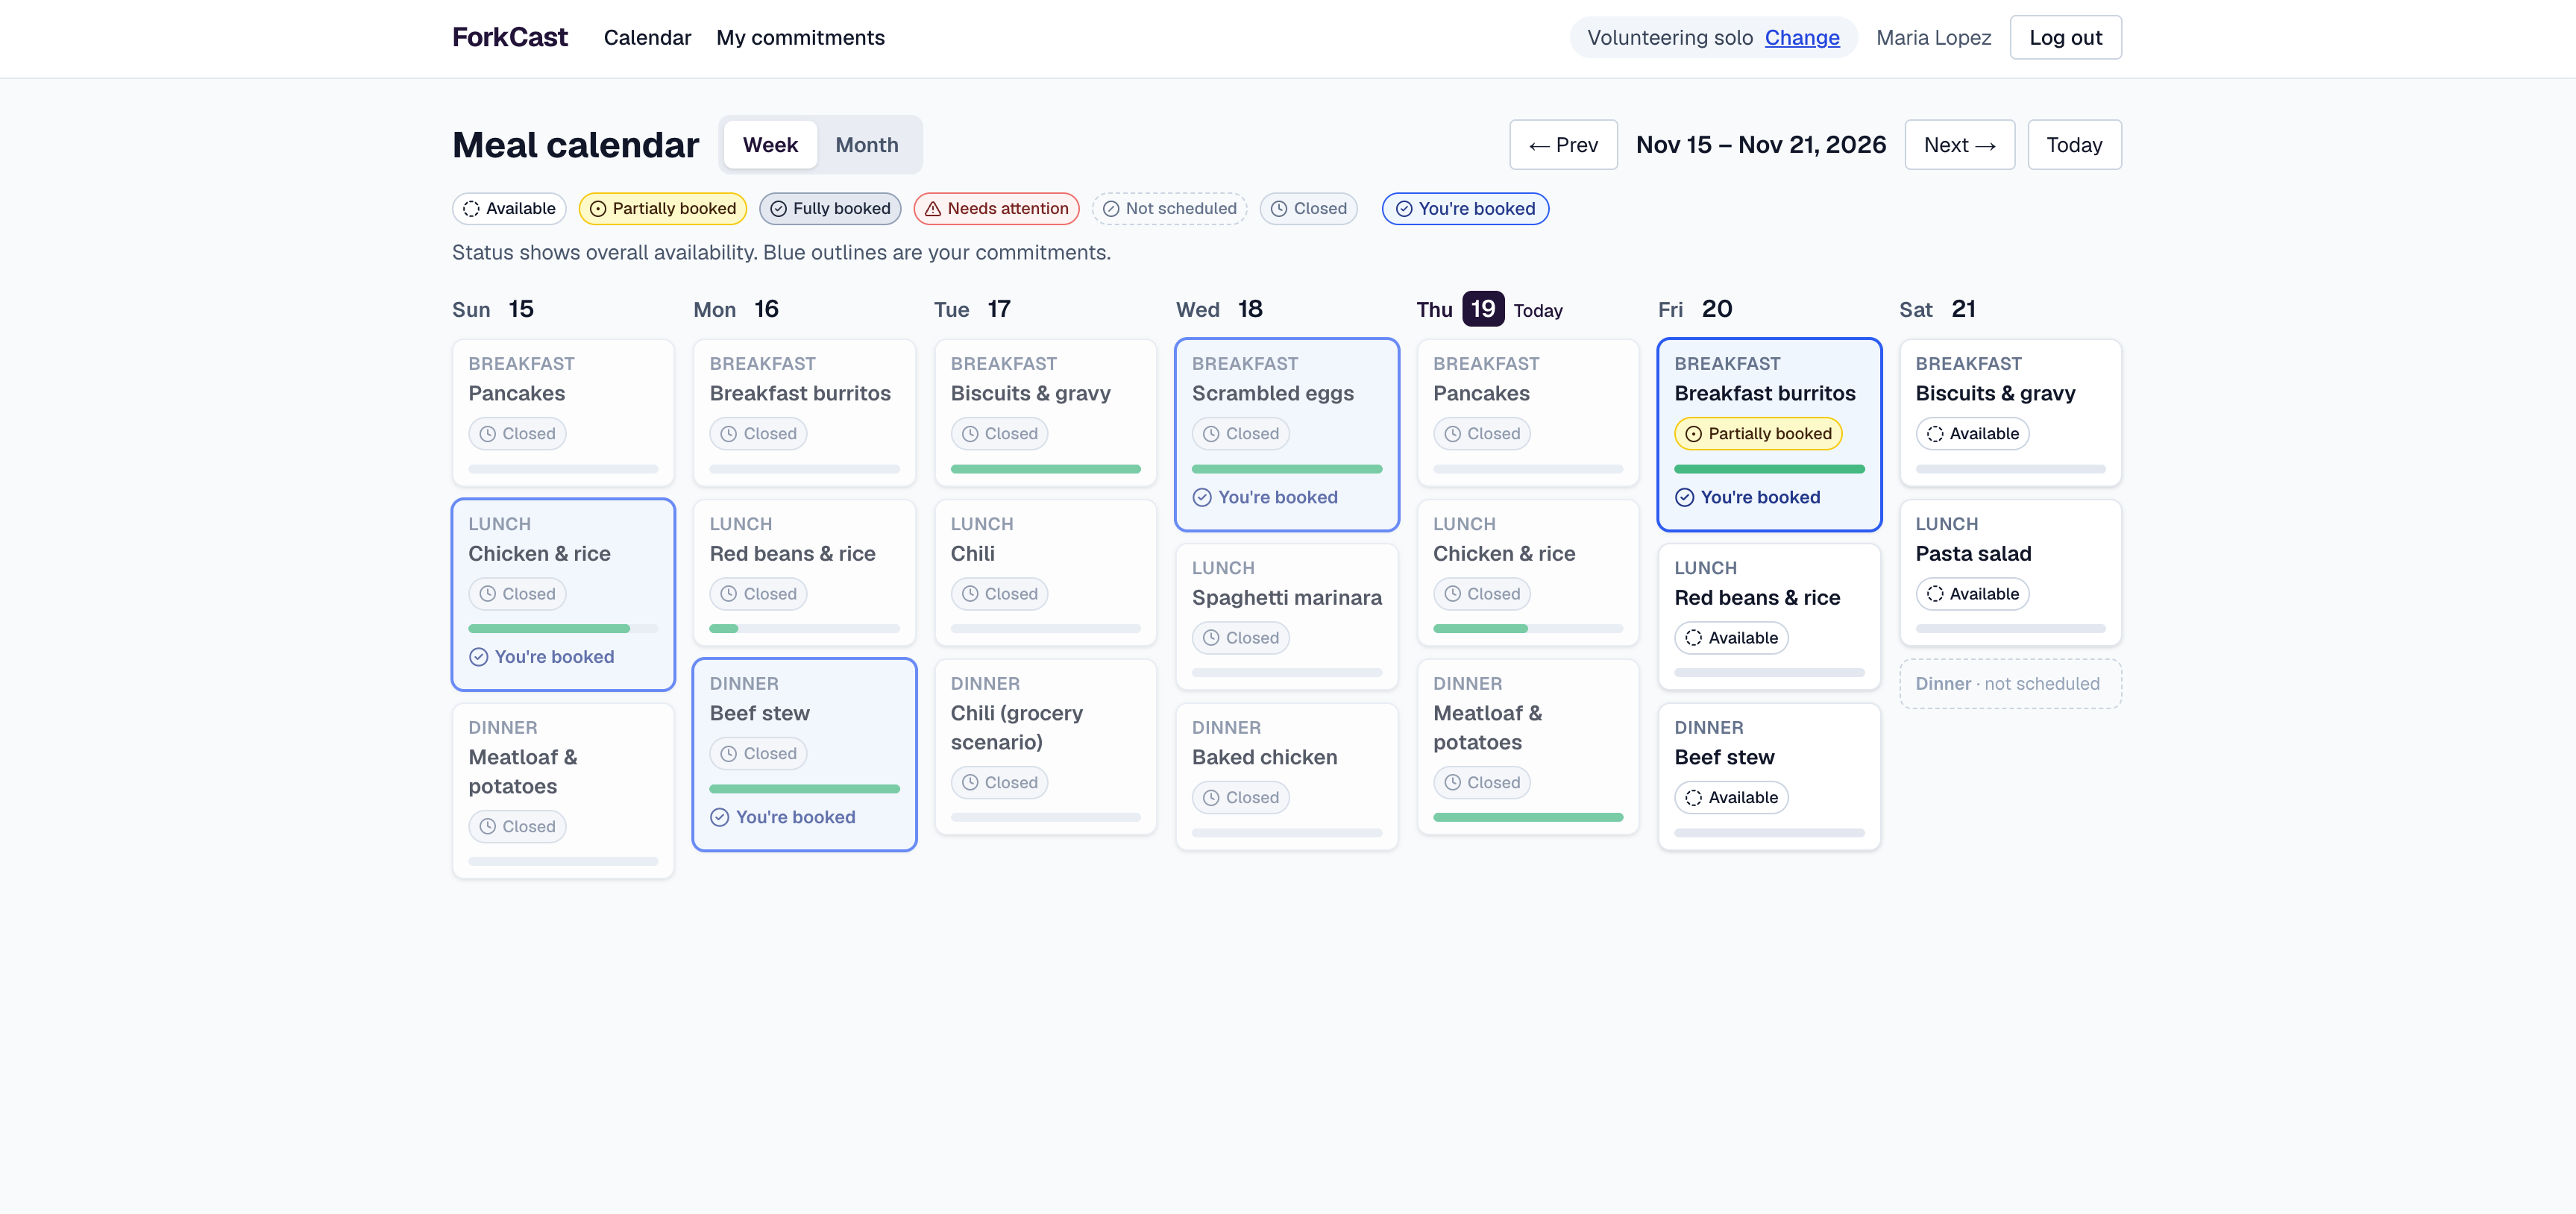 ForkCast Calendar My commitments Volunteering solo Change Maria Lopez Log out
Meal calendar Week Month ← Prev Nov 15 – Nov 21, 2026 Next → Today
Available Partially booked Fully booked Needs attention Not scheduled Closed You're booked
Status shows overall availability. Blue outlines are your commitments.
Sun 15
BREAKFAST
Pancakes
Closed
LUNCH
Chicken & rice
Closed
You're booked
DINNER
Meatloaf &
potatoes
Closed
Mon 16
BREAKFAST
Breakfast burritos
Closed
LUNCH
Red beans & rice
Closed
DINNER
Beef stew
Closed
You're booked
Tue 17
BREAKFAST
Biscuits & gravy
Closed
LUNCH
Chili
Closed
DINNER
Chili (grocery
scenario)
Closed
Wed 18
BREAKFAST
Scrambled eggs
Closed
You're booked
LUNCH
Spaghetti marinara
Closed
DINNER
Baked chicken
Closed
Thu 19 Today
BREAKFAST
Pancakes
Closed
LUNCH
Chicken & rice
Closed
DINNER
Meatloaf &
potatoes
Closed
Fri 20
BREAKFAST
Breakfast burritos
Partially booked
You're booked
LUNCH
Red beans & rice
Available
DINNER
Beef stew
Available
Sat 21
BREAKFAST
Biscuits & gravy
Available
LUNCH
Pasta salad
Available
Dinner · not scheduled